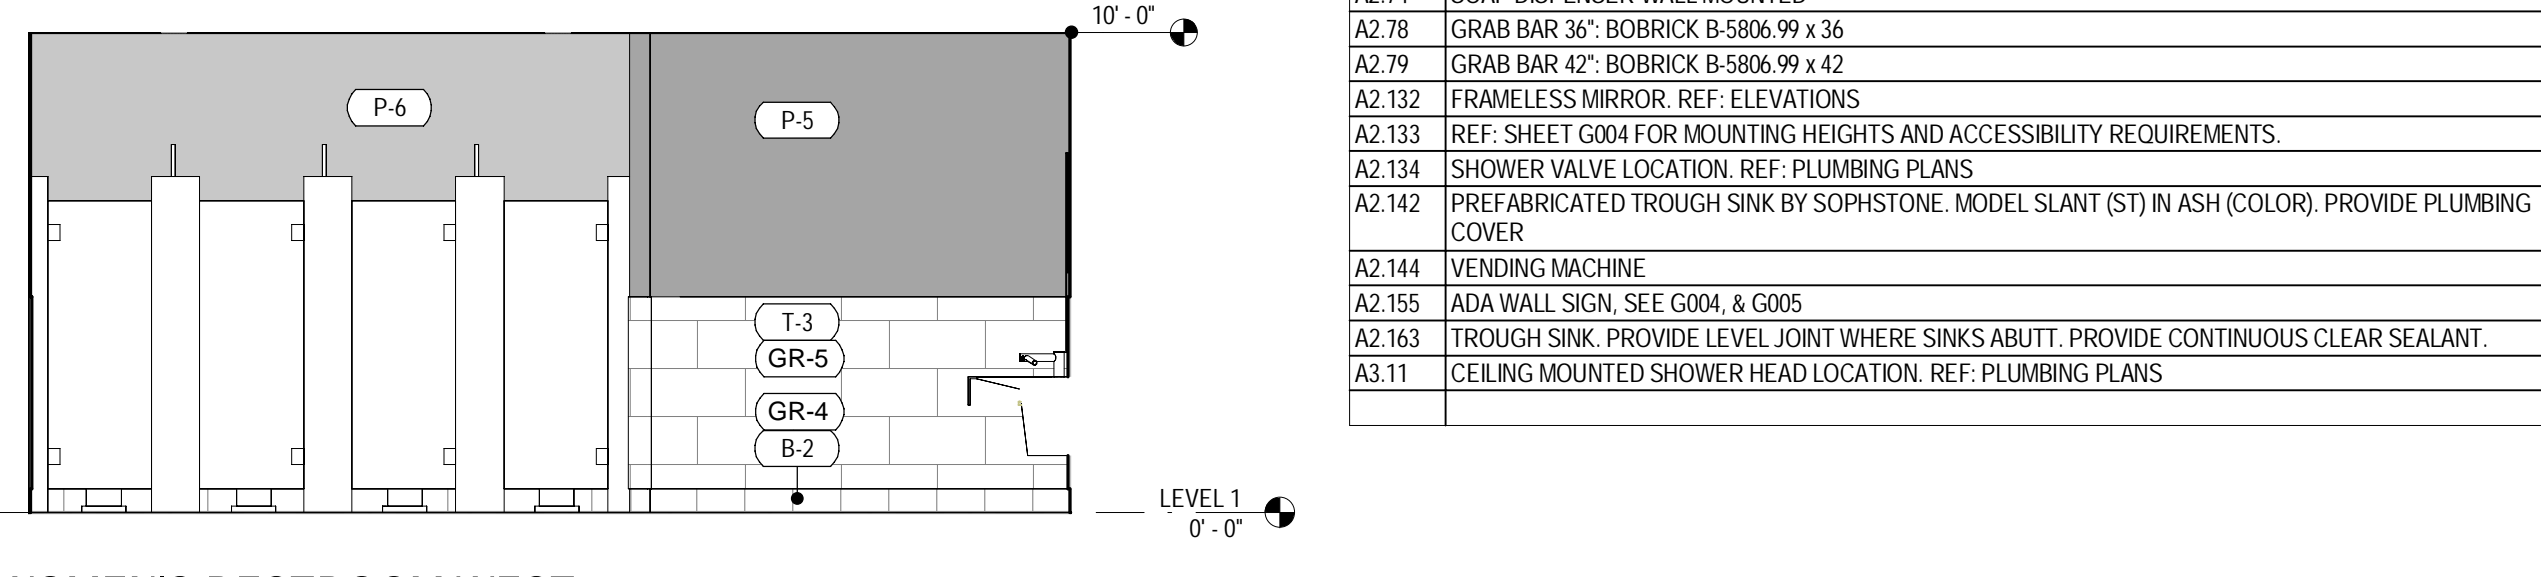 10' - 0"
P-6
P-5
T-3
GR-5
GR-4
B-2
LEVEL 1
0' - 0"
SOAP DISPENSER WALL MOUNTED
A2.78 GRAB BAR 36": BOBRICK B-5806.99 x 36
A2.79 GRAB BAR 42": BOBRICK B-5806.99 x 42
A2.132 FRAMELESS MIRROR. REF: ELEVATIONS
A2.133 REF: SHEET G004 FOR MOUNTING HEIGHTS AND ACCESSIBILITY REQUIREMENTS.
A2.134 SHOWER VALVE LOCATION. REF: PLUMBING PLANS
A2.142 PREFABRICATED TROUGH SINK BY SOPHSTONE. MODEL SLANT (ST) IN ASH (COLOR). PROVIDE PLUMBING
COVER
A2.144 VENDING MACHINE
A2.155 ADA WALL SIGN, SEE G004, & G005
A2.163 TROUGH SINK. PROVIDE LEVEL JOINT WHERE SINKS ABUTT. PROVIDE CONTINUOUS CLEAR SEALANT.
A3.11 CEILING MOUNTED SHOWER HEAD LOCATION. REF: PLUMBING PLANS